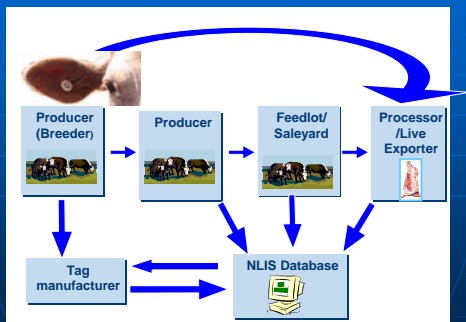 Producer
(Breeder)
Producer
Feedlot/
Saleyard
Processor
/Live
Exporter
Tag
manufacturer
NLIS Database